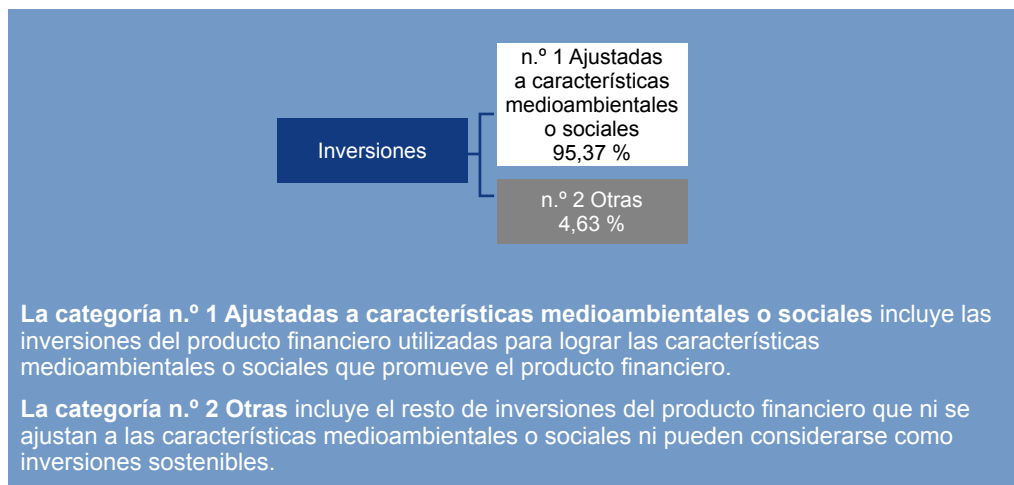 n.º 1 Ajustadas
a características
medioambientales
o sociales
95,37 %
Inversiones
n.º 2 Otras
4,63 %
La categoría n.º 1 Ajustadas a características medioambientales o sociales incluye las
inversiones del producto financiero utilizadas para lograr las características
medioambientales o sociales que promueve el producto financiero.
La categoría n.º 2 Otras incluye el resto de inversiones del producto financiero que ni se
ajustan a las características medioambientales o sociales ni pueden considerarse como
inversiones sostenibles.